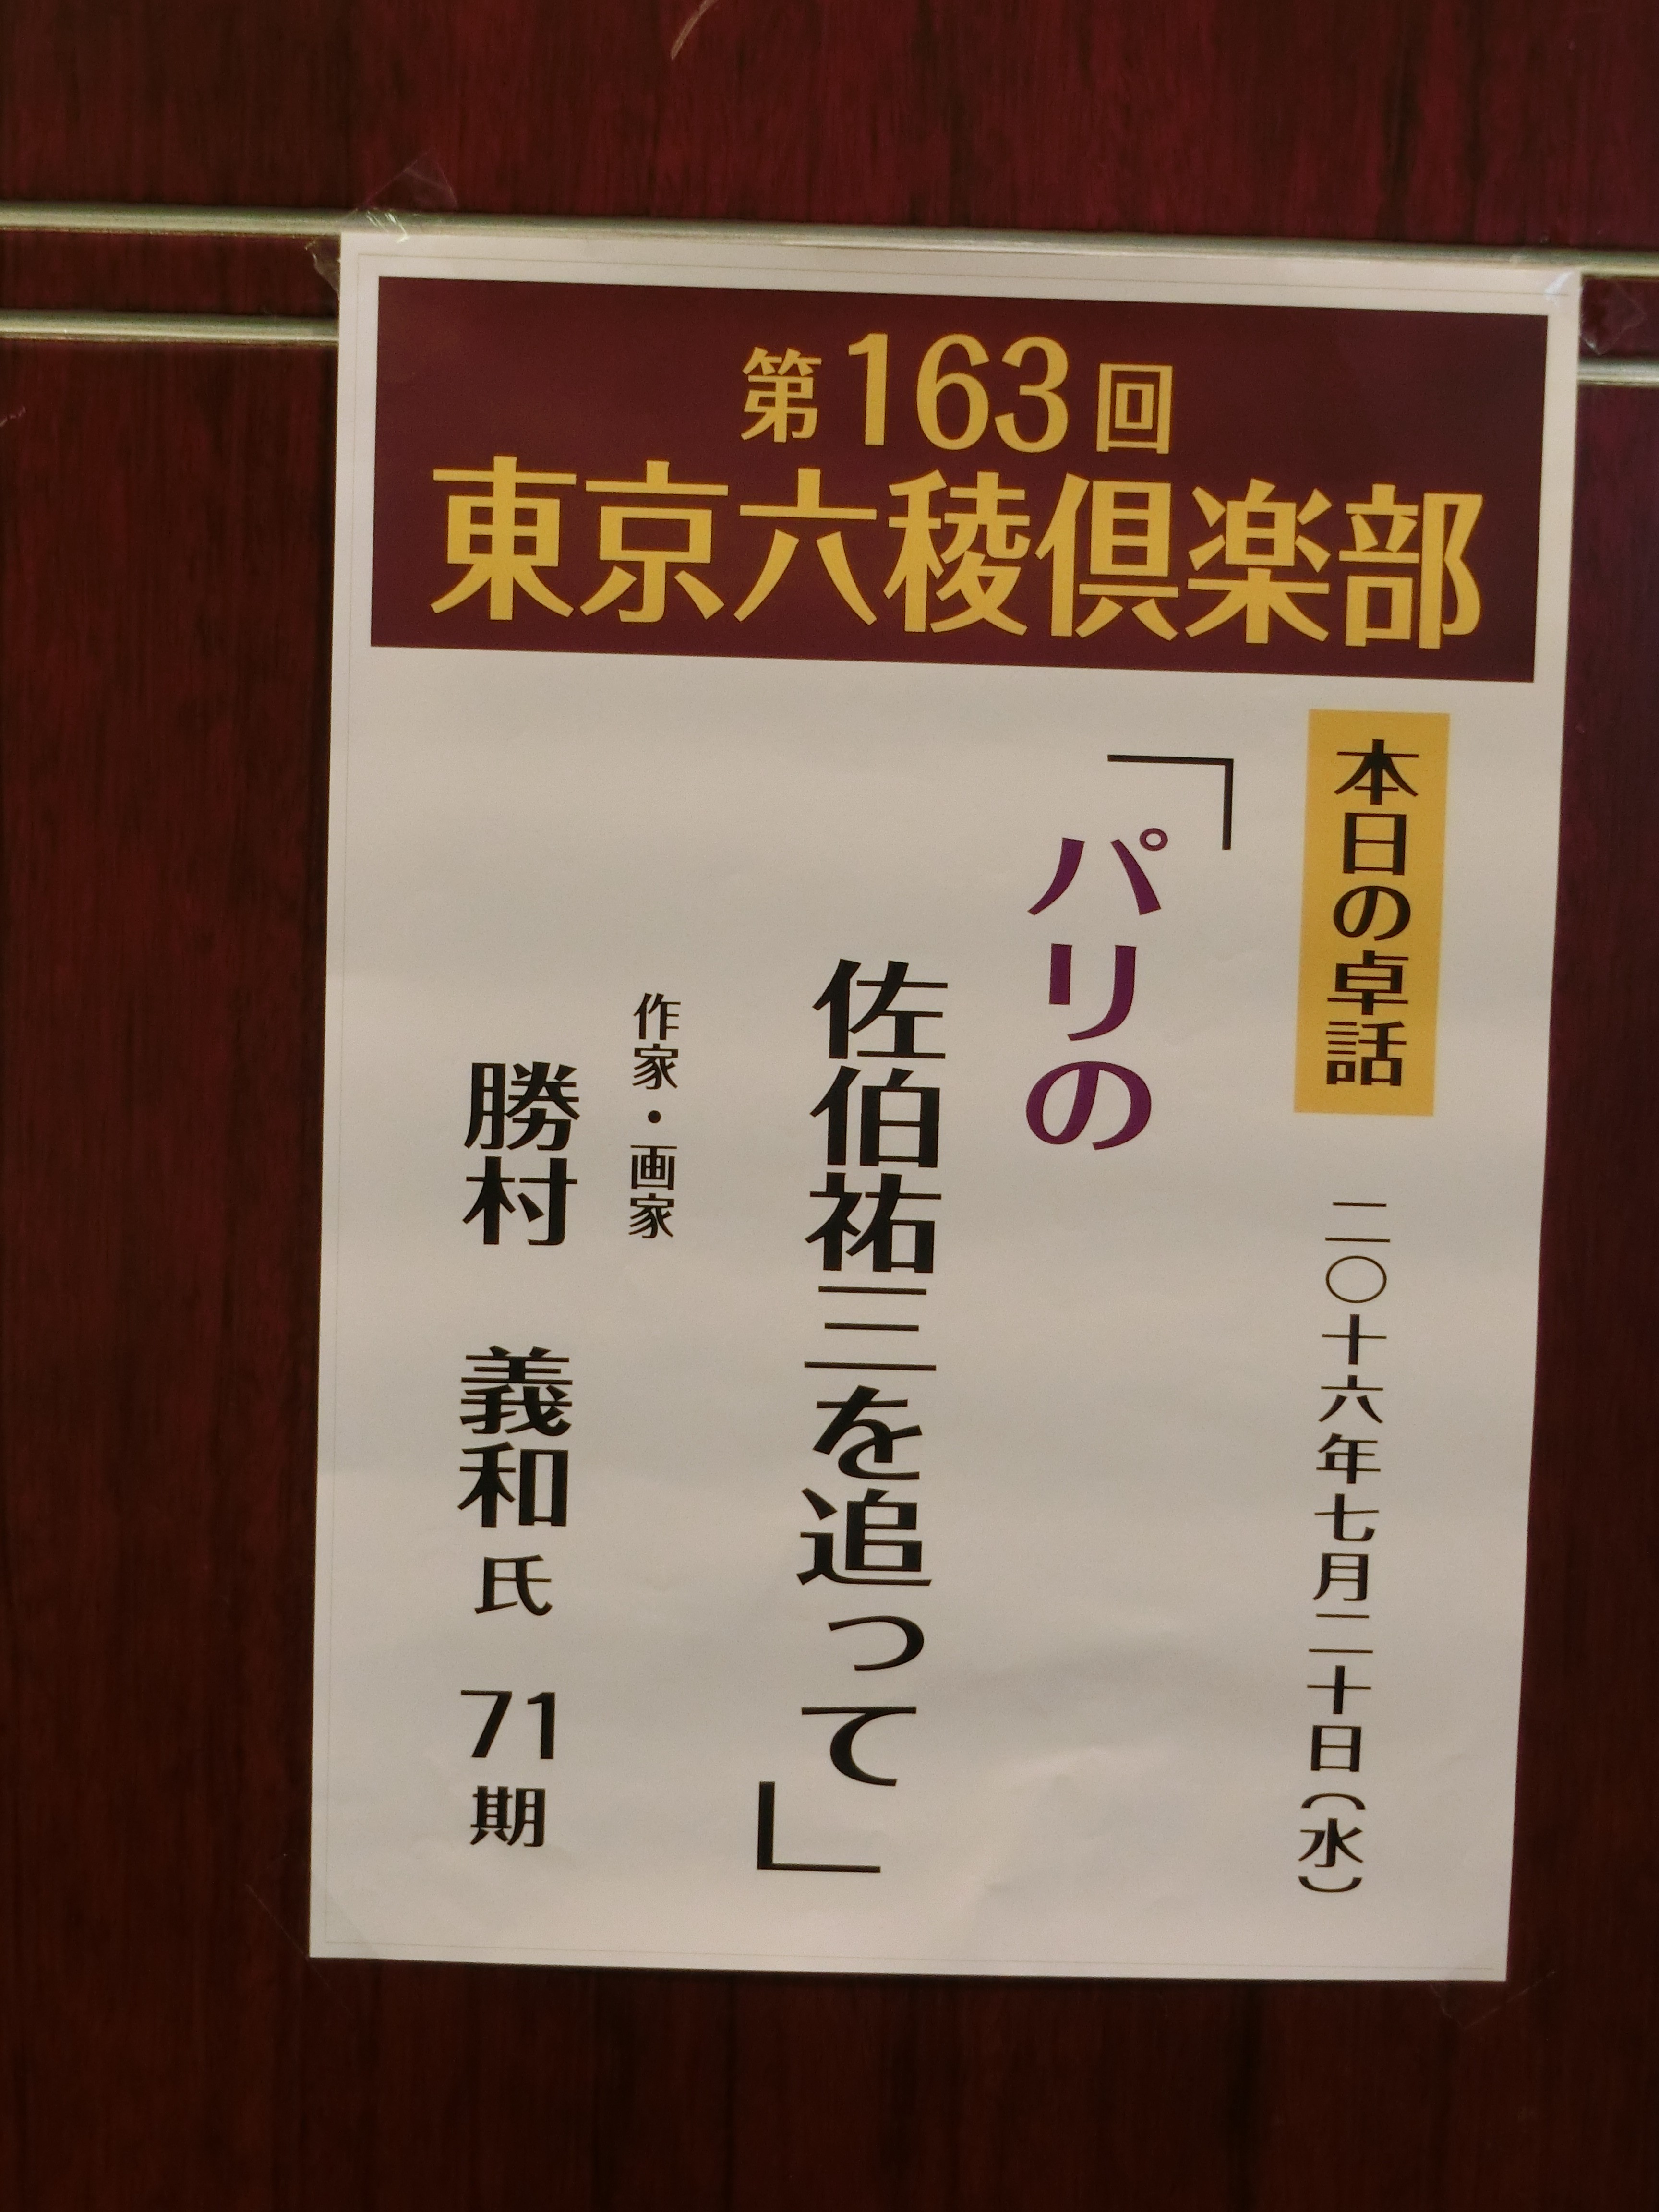 第163回
東京六稜倶楽部
本日の卓話 二〇十六年七月二十日(水)
「パリの
佐伯祐三を追って」
作家・画家
勝村 義和 氏 71期